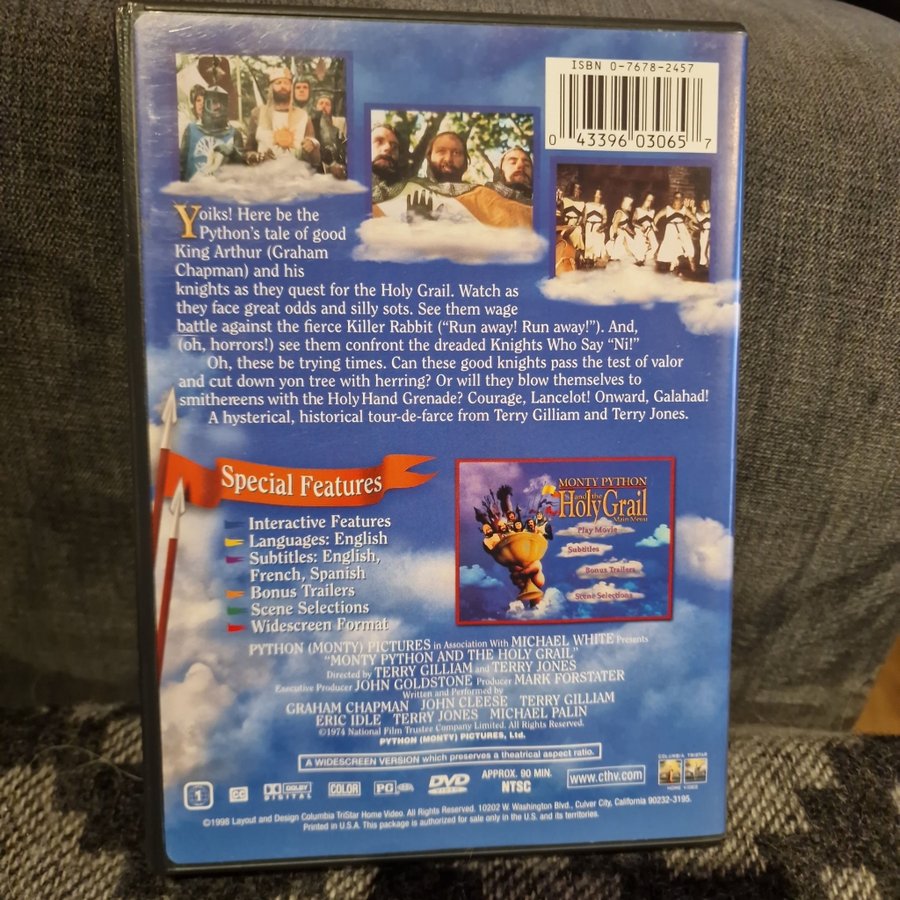 ISBN 0-7678-2457
0 43396 03065 7
Yoiks! Here be the
Python's tale of good
King Arthur (Graham
Chapman) and his
knights as they quest for the Holy Grail. Watch as
they face great odds and silly sots. See them wage
battle against the fierce Killer Rabbit (“Run away! Run away!”). And,
(oh, horrors!) see them confront the dreaded Knights Who Say “Ni!”
Oh, these be trying times. Can these good knights pass the test of valor
and cut down yon tree with herring? Or will they blow themselves to
smithereens with the Holy Hand Grenade? Courage, Lancelot! Onward, Galahad!
A hysterical, historical tour-de-farce from Terry Gilliam and Terry Jones.
Special Features
Interactive Features
Languages: English
Subtitles: English,
French, Spanish
Bonus Trailers
Scene Selections
Widescreen Format
MONTY PYTHON
and the
Holy Grail
Main Menu
Play Movie
Subtitles
Bonus Trailers
Scene Selections
PYTHON (MONTY) PICTURES in Association With MICHAEL WHITE Presents
“MONTY PYTHON AND THE HOLY GRAIL”
Directed by TERRY GILLIAM and TERRY JONES
Executive Producer JOHN GOLDSTONE Producer MARK FORSTATER
Written and Performed by
GRAHAM CHAPMAN JOHN CLEESE TERRY GILLIAM
ERIC IDLE TERRY JONES MICHAEL PALIN
©1974 National Film Trustee Company Limited. All Rights Reserved.
PYTHON (MONTY) PICTURES, Ltd.
A WIDESCREEN VERSION which preserves a theatrical aspect ratio.
1
CC
DOLBY
DIGITAL
COLOR
PG
DVD
VIDEO
APPROX. 90 MIN.
NTSC
www.cthv.com
COLUMBIA TRISTAR
HOME VIDEO
©1998 Layout and Design Columbia TriStar Home Video. All Rights Reserved. 10202 W. Washington Blvd., Culver City, California 90232-3195.
Printed in U.S.A. This package is authorized for sale only in the U.S. and its territories.